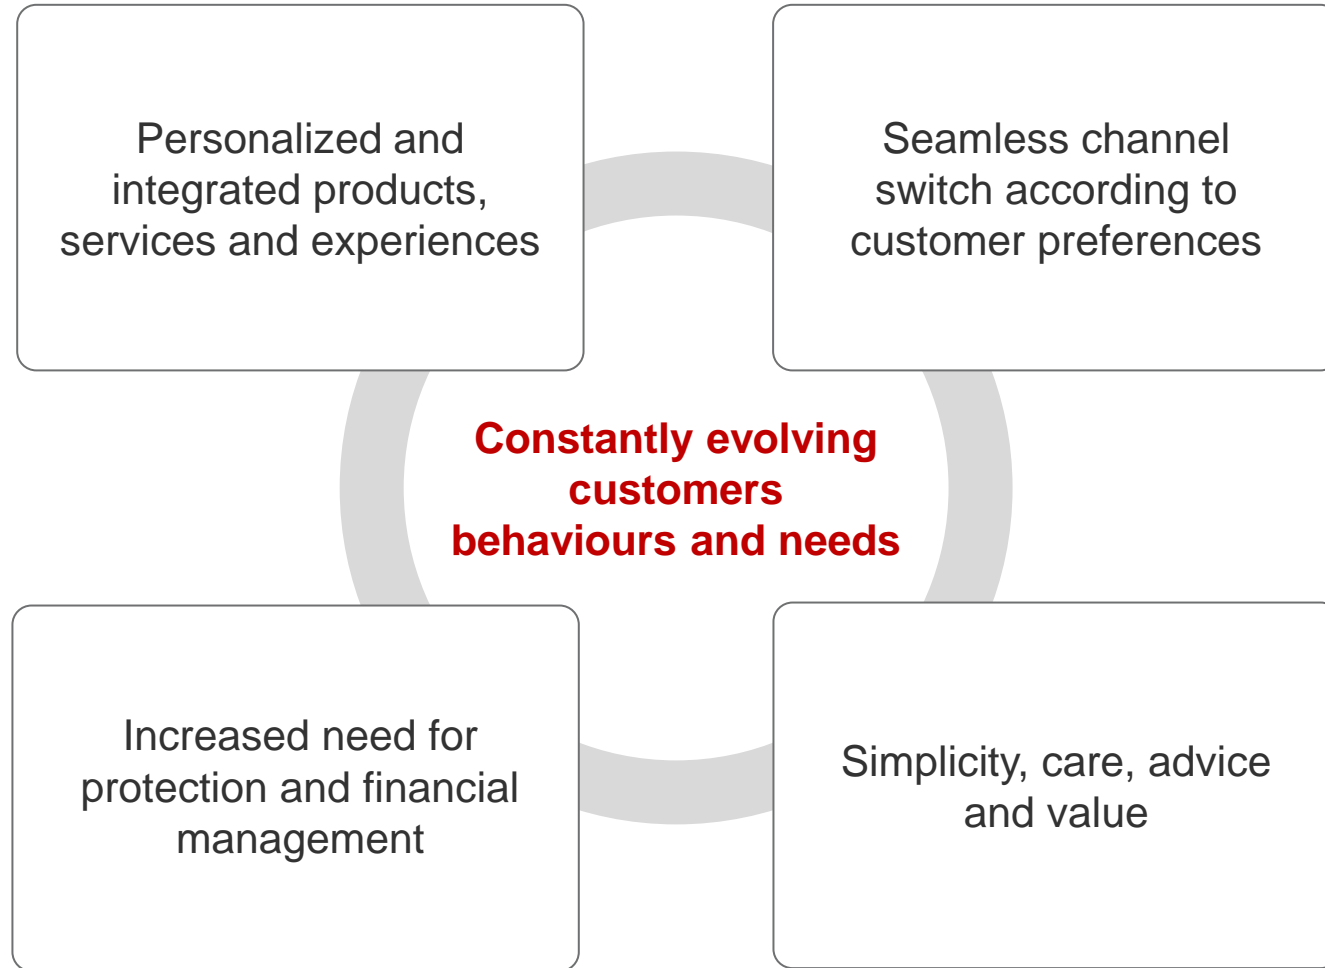 Personalized and
integrated products,
services and experiences
Seamless channel
switch according to
customer preferences
Constantly evolving
customers
behaviours and needs
Increased need for
protection and financial
management
Simplicity, care, advice
and value